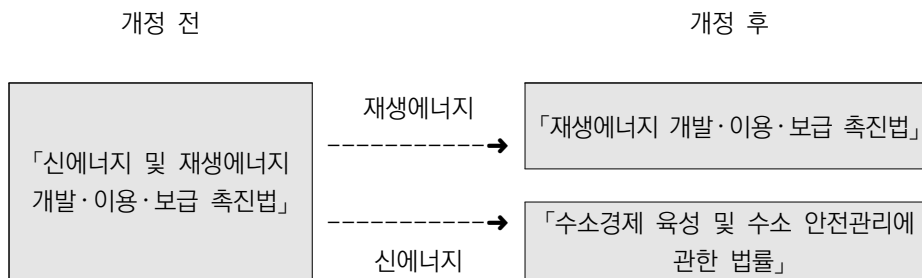 개정 전
개정 후
「신에너지 및 재생에너지
개발·이용·보급 촉진법」
재생에너지
「재생에너지 개발·이용·보급 촉진법」
신에너지
「수소경제 육성 및 수소 안전관리에
관한 법률」